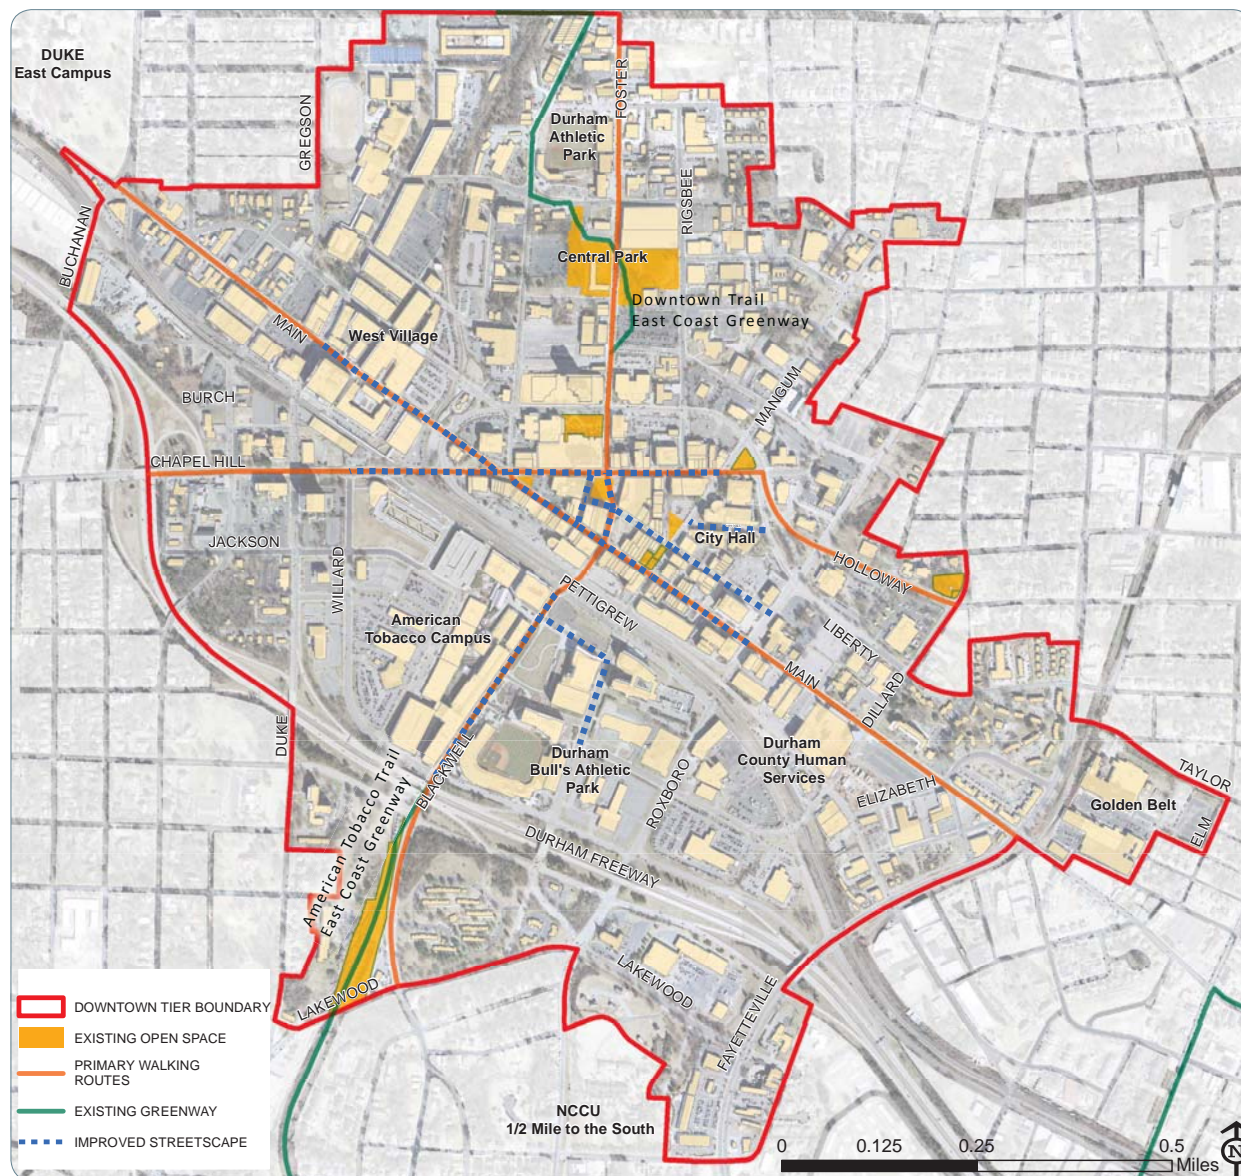 DUKE
East Campus
GREGSON
FOSTER
Durham
Athletic
Park
RIGSBEE
BUCHANAN
Central Park
Downtown Trail
East Coast Greenway
MAIN
West Village
BURCH
MANGUM
CHAPEL HILL
JACKSON
WILLARD
City Hall
HOLLOWAY
PETTIGREW
American
Tobacco Campus
LIBERTY
MAIN
DILLARD
DUKE
BLACKWELL
Durham
Bull's Athletic
Park
Durham
County Human
Services
ROXBORO
ELIZABETH
TAYLOR
Golden Belt
ELM
American Tobacco Trail
East Coast Greenway
DURHAM FREEWAY
LAKEWOOD
LAKEWOOD
FAYETTEVILLE
DOWNTOWN TIER BOUNDARY
EXISTING OPEN SPACE
PRIMARY WALKING
ROUTES
EXISTING GREENWAY
IMPROVED STREETSCAPE
NCCU
1/2 Mile to the South
0 0.125 0.25 0.5
Miles
N